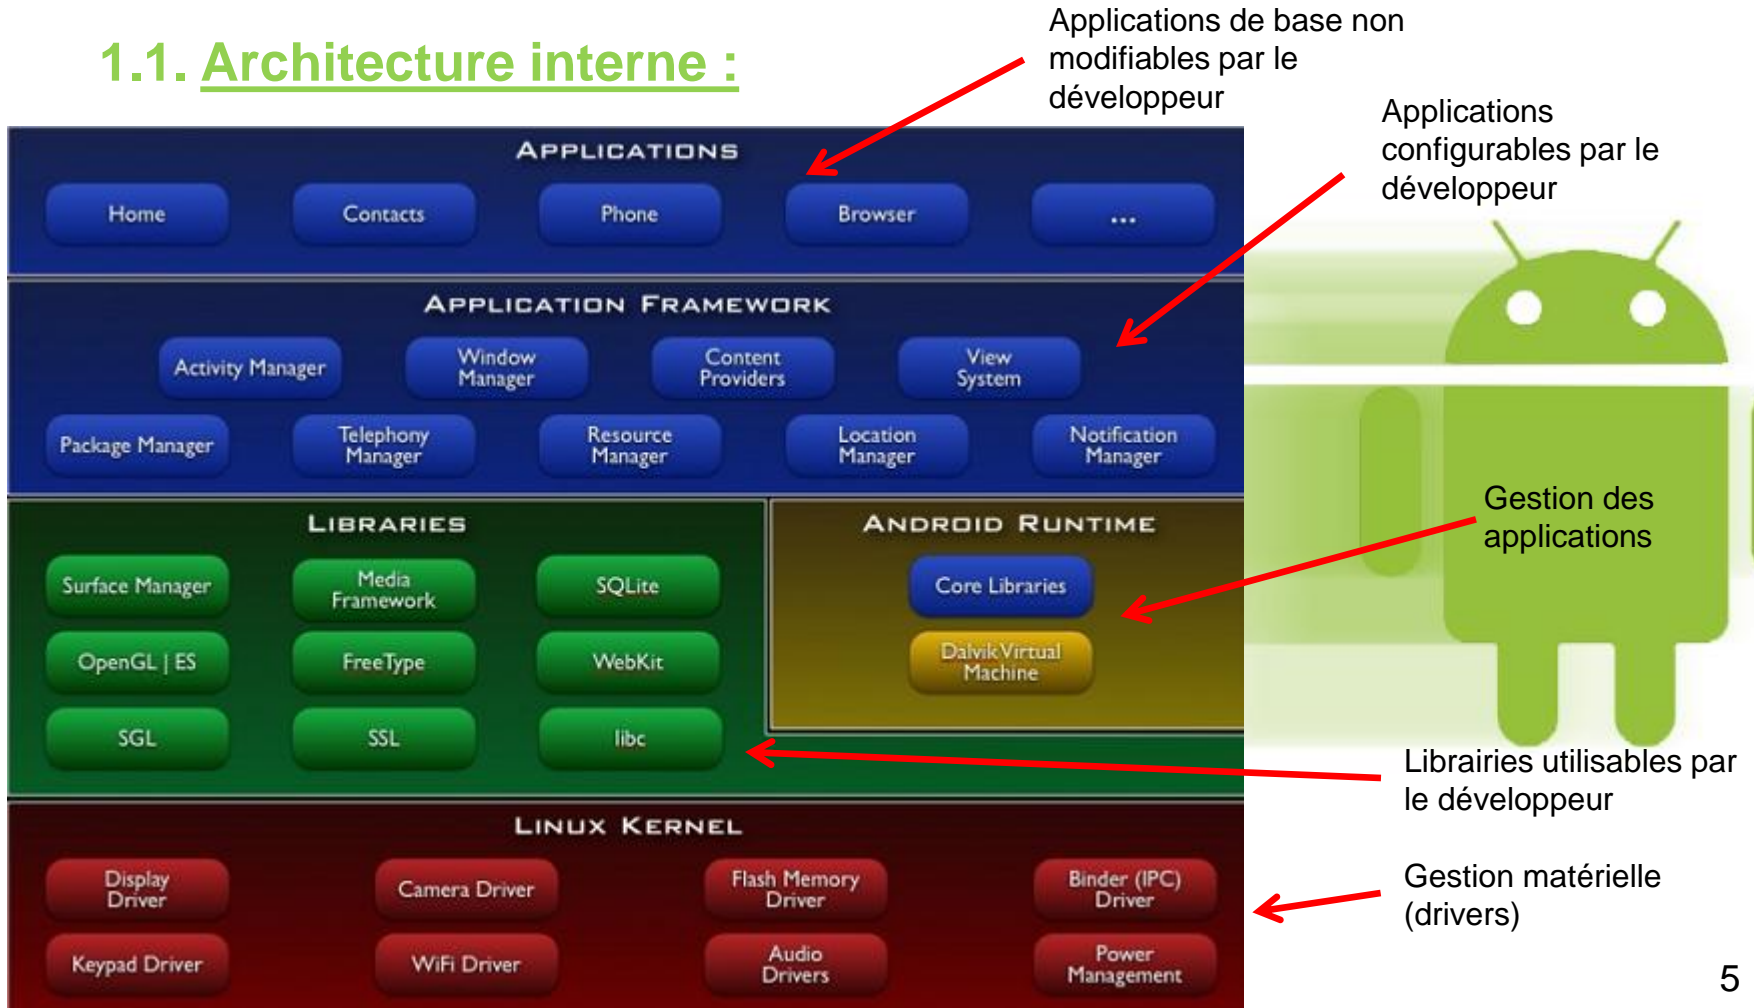 1.1. Architecture interne :
Applications de base non
modifiables par le
développeur
Applications
configurables par le
développeur
APPLICATIONS
Home
Contacts
Phone
Browser
...
APPLICATION FRAMEWORK
Activity Manager
Window
Manager
Content
Providers
View
System
Package Manager
Telephony
Manager
Resource
Manager
Location
Manager
Notification
Manager
LIBRARIES
Surface Manager
Media
Framework
SQLite
OpenGL | ES
FreeType
WebKit
SGL
SSL
libc
ANDROID RUNTIME
Core Libraries
Dalvik Virtual
Machine
Gestion des
applications
Librairies utilisables par
le développeur
LINUX KERNEL
Display
Driver
Camera Driver
Flash Memory
Driver
Binder (IPC)
Driver
Keypad Driver
WiFi Driver
Audio
Drivers
Power
Management
Gestion matérielle
(drivers)
5